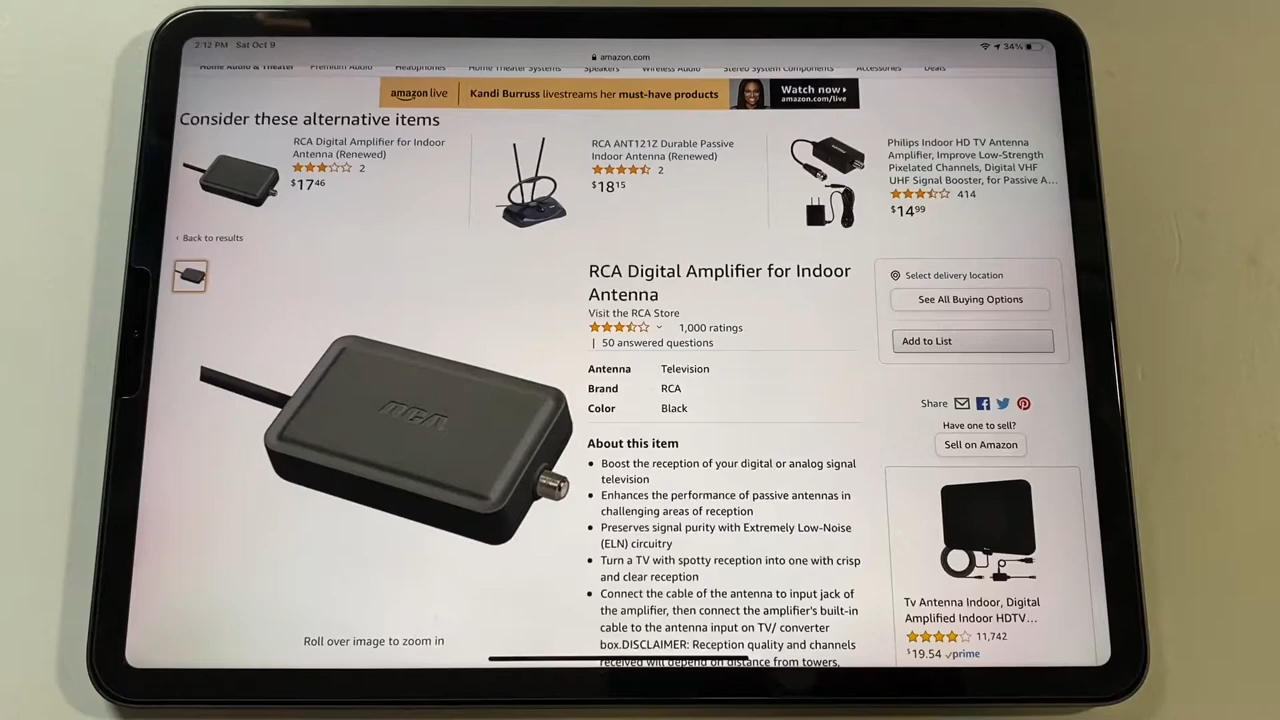 2:12 PM Sat Oct 9
34%
amazon.com
Home Audio & Theater Premium Audio Headphones Home Theater Systems Speakers Wireless Audio Stereo System Components Accessories Deals
amazon live Kandi Burruss livestreams her must-have products Watch now
amazon.com/live
Consider these alternative items
RCA Digital Amplifier for Indoor
Antenna (Renewed)
2
$17 46
RCA ANT121Z Durable Passive
Indoor Antenna (Renewed)
2
$18 15
Philips Indoor HD TV Antenna
Amplifier, Improve Low-Strength
Pixelated Channels, Digital VHF
UHF Signal Booster, for Passive A...
414
$14 99
‹ Back to results
RCA
RCA Digital Amplifier for Indoor
Antenna
Visit the RCA Store
1,000 ratings
| 50 answered questions
Antenna Television
Brand RCA
Color Black
About this item
• Boost the reception of your digital or analog signal
television
• Enhances the performance of passive antennas in
challenging areas of reception
• Preserves signal purity with Extremely Low-Noise
(ELN) circuitry
• Turn a TV with spotty reception into one with crisp
and clear reception
• Connect the cable of the antenna to input jack of
the amplifier, then connect the amplifier's built-in
cable to the antenna input on TV/ converter
box.DISCLAIMER: Reception quality and channels
received will depend on distance from towers,
Roll over image to zoom in
Select delivery location
See All Buying Options
Add to List
Share
Have one to sell?
Sell on Amazon
Tv Antenna Indoor, Digital
Amplified Indoor HDTV...
11,742
$19.54 prime